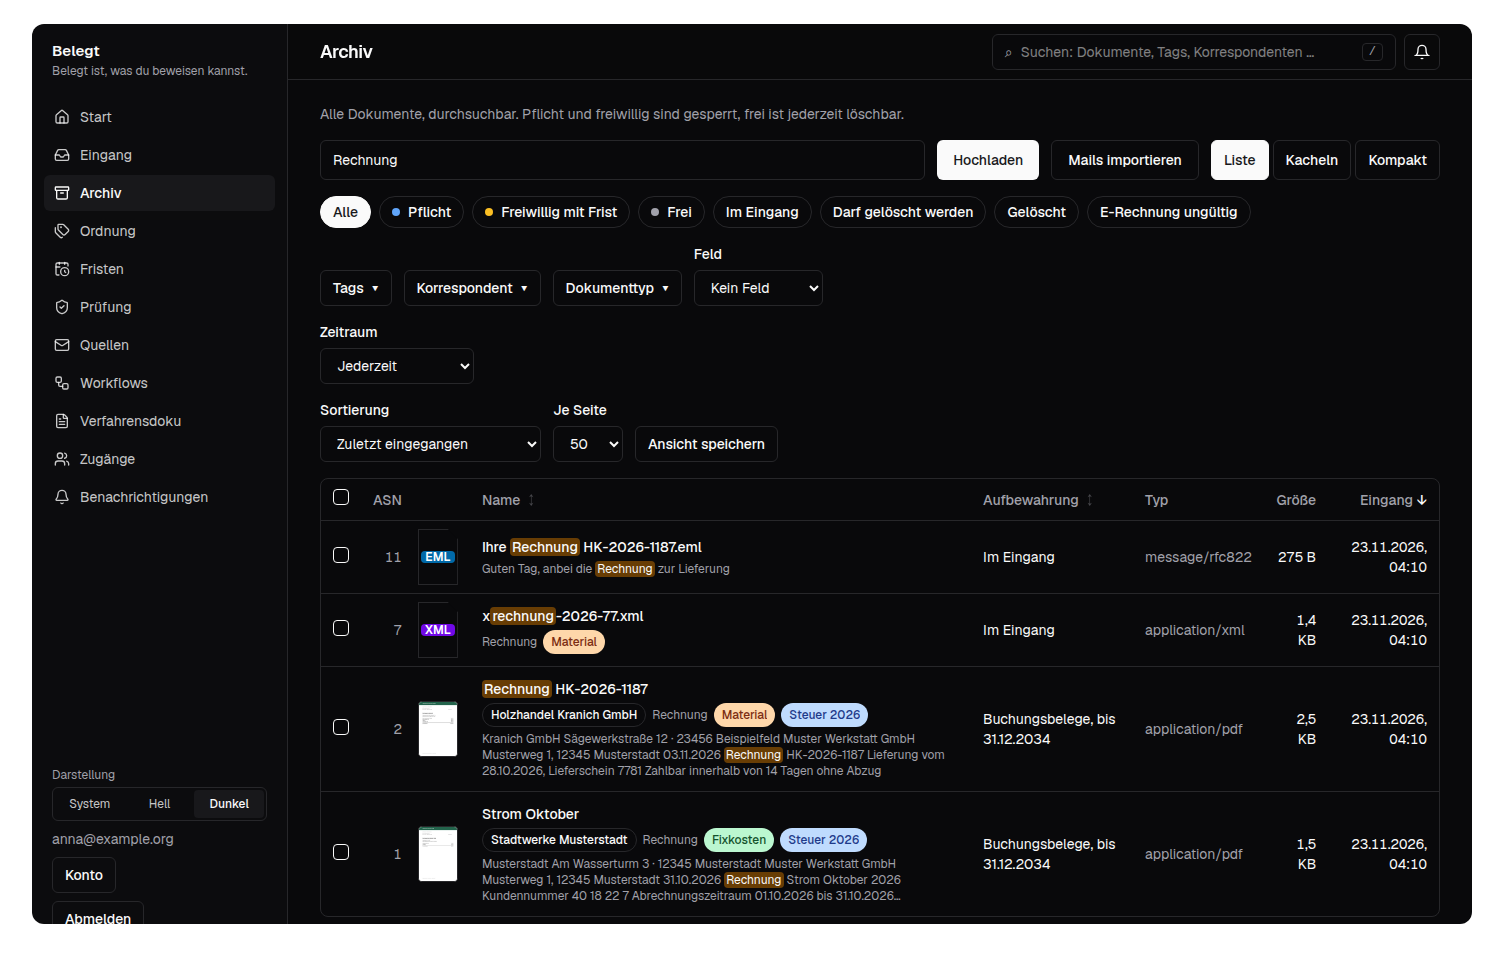 Belegt
Belegt ist, was du beweisen kannst.
Start
Eingang
Archiv
Ordnung
Fristen
Prüfung
Quellen
Workflows
Verfahrensdoku
Zugänge
Benachrichtigungen
Darstellung
System Hell Dunkel
anna@example.org
Konto
Abmelden
Archiv
Suchen: Dokumente, Tags, Korrespondenten … /
Alle Dokumente, durchsuchbar. Pflicht und freiwillig sind gesperrt, frei ist jederzeit löschbar.
Rechnung Hochladen Mails importieren Liste Kacheln Kompakt
Alle Pflicht Freiwillig mit Frist Frei Im Eingang Darf gelöscht werden Gelöscht E-Rechnung ungültig
Feld
Tags ▾ Korrespondent ▾ Dokumenttyp ▾ Kein Feld
Zeitraum
Jederzeit
Sortierung Je Seite
Zuletzt eingegangen 50 Ansicht speichern
ASN Name ↕ Aufbewahrung ↕ Typ Größe Eingang ↓
11 EML Ihre Rechnung HK-2026-1187.eml
Guten Tag, anbei die Rechnung zur Lieferung
Im Eingang message/rfc822 275 B 23.11.2026,
04:10
7 XML xrechnung-2026-77.xml
Rechnung Material
Im Eingang application/xml 1,4
KB
23.11.2026,
04:10
2 Rechnung HK-2026-1187
Holzhandel Kranich GmbH Rechnung Material Steuer 2026
Kranich GmbH Sägewerkstraße 12 · 23456 Beispielfeld Muster Werkstatt GmbH
Musterweg 1, 12345 Musterstadt 03.11.2026 Rechnung HK-2026-1187 Lieferung vom
28.10.2026, Lieferschein 7781 Zahlbar innerhalb von 14 Tagen ohne Abzug
Buchungsbelege, bis
31.12.2034
application/pdf 2,5
KB
23.11.2026,
04:10
1 Strom Oktober
Stadtwerke Musterstadt Rechnung Fixkosten Steuer 2026
Musterstadt Am Wasserturm 3 · 12345 Musterstadt Muster Werkstatt GmbH
Musterweg 1, 12345 Musterstadt 31.10.2026 Rechnung Strom Oktober 2026
Kundennummer 40 18 22 7 Abrechnungszeitraum 01.10.2026 bis 31.10.2026…
Buchungsbelege, bis
31.12.2034
application/pdf 1,5
KB
23.11.2026,
04:10